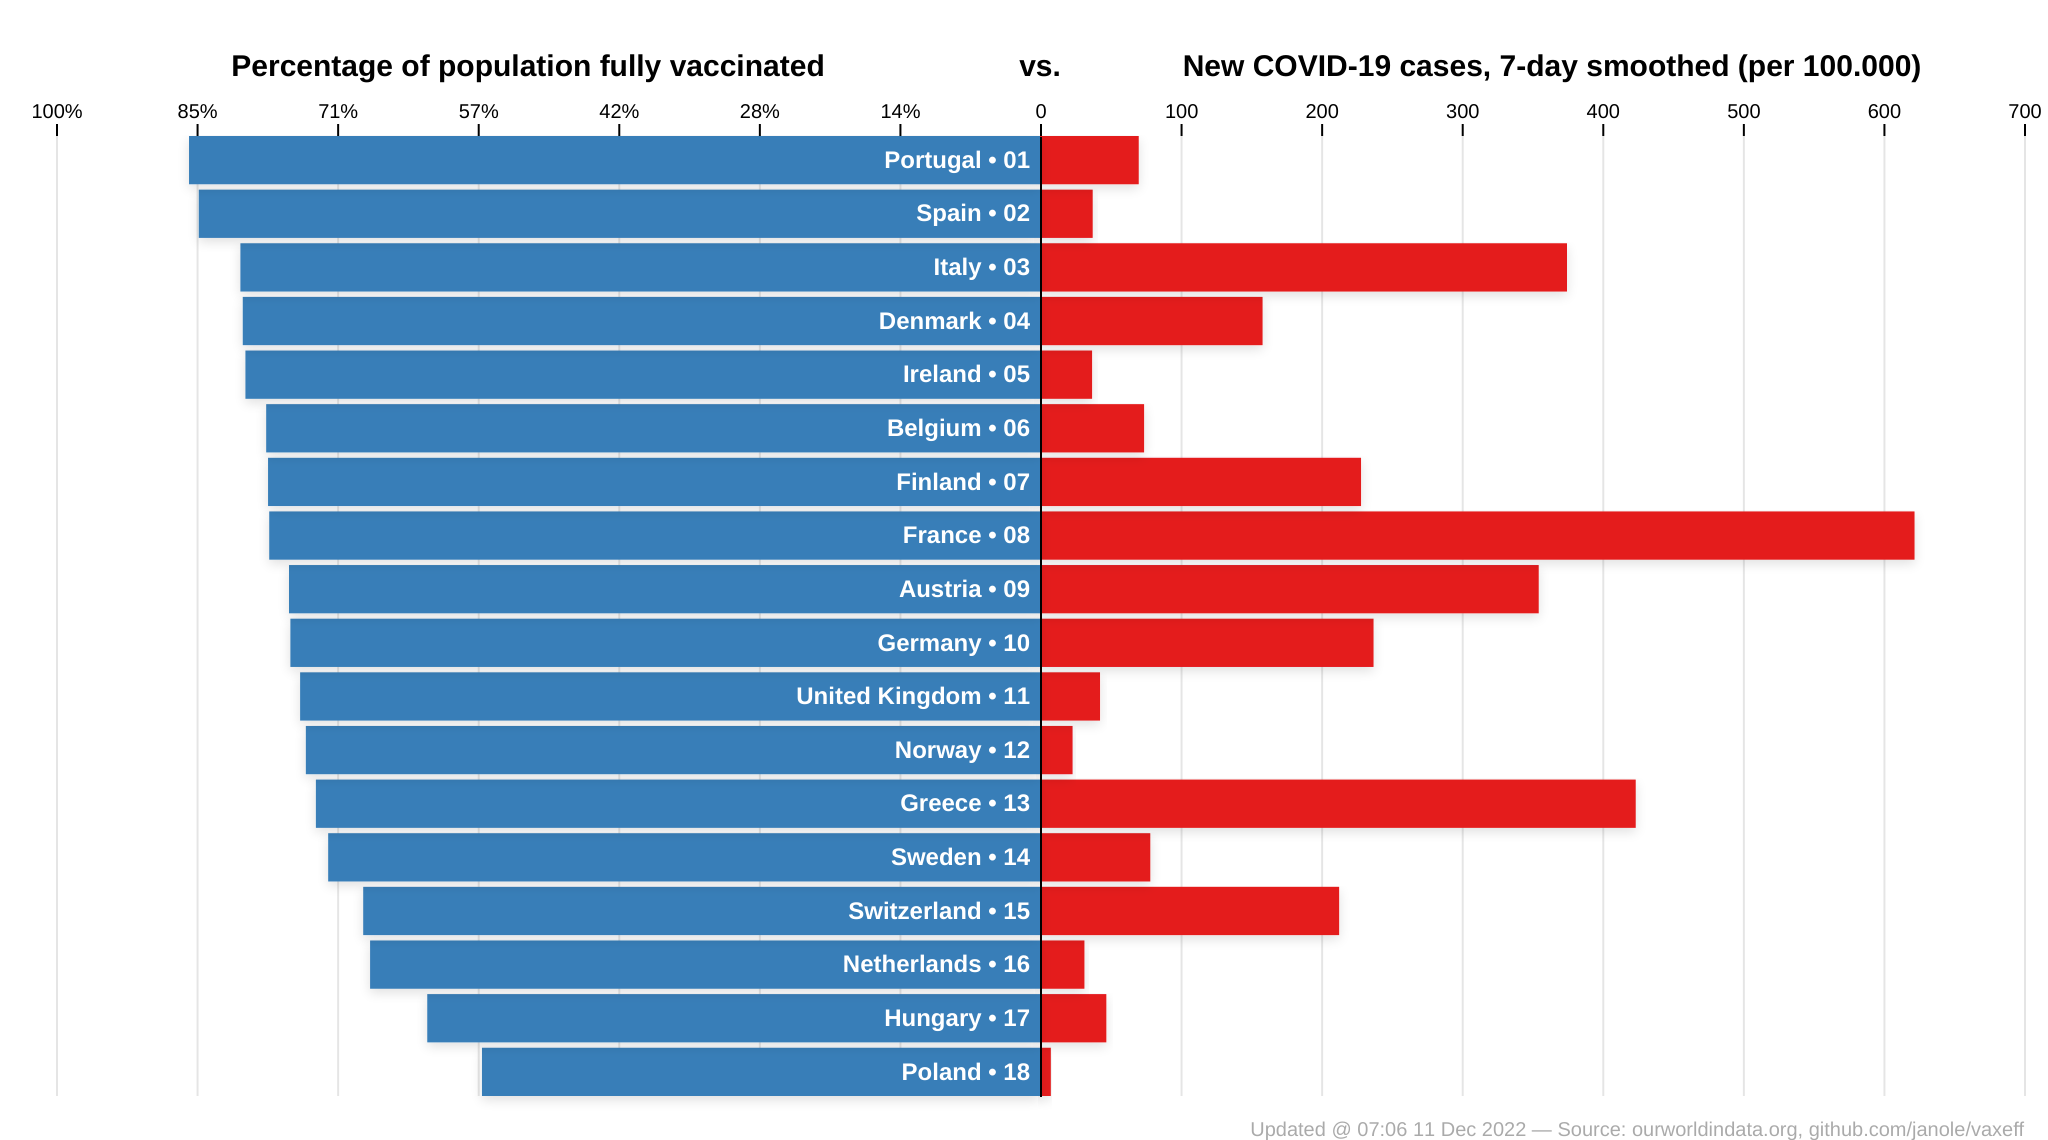 Percentage of population fully vaccinated vs. New COVID-19 cases, 7-day smoothed (per 100.000)
100% 85% 71% 57% 42% 28% 14% 0 100 200 300 400 500 600 700
Portugal • 01
Spain • 02
Italy • 03
Denmark • 04
Ireland • 05
Belgium • 06
Finland • 07
France • 08
Austria • 09
Germany • 10
United Kingdom • 11
Norway • 12
Greece • 13
Sweden • 14
Switzerland • 15
Netherlands • 16
Hungary • 17
Poland • 18
Updated @ 07:06 11 Dec 2022 — Source: ourworldindata.org, github.com/janole/vaxeff